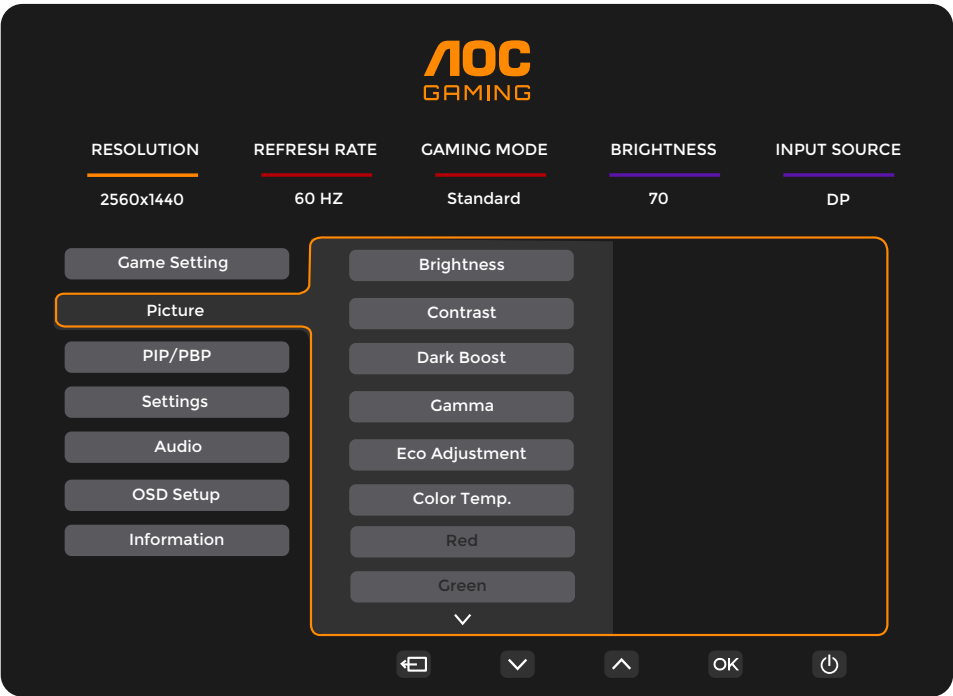 AOC
GAMING
RESOLUTION REFRESH RATE GAMING MODE BRIGHTNESS INPUT SOURCE
2560x1440 60 HZ Standard 70 DP
Game Setting
Picture
PIP/PBP
Settings
Audio
OSD Setup
Information
Brightness
Contrast
Dark Boost
Gamma
Eco Adjustment
Color Temp.
Red
Green
OK